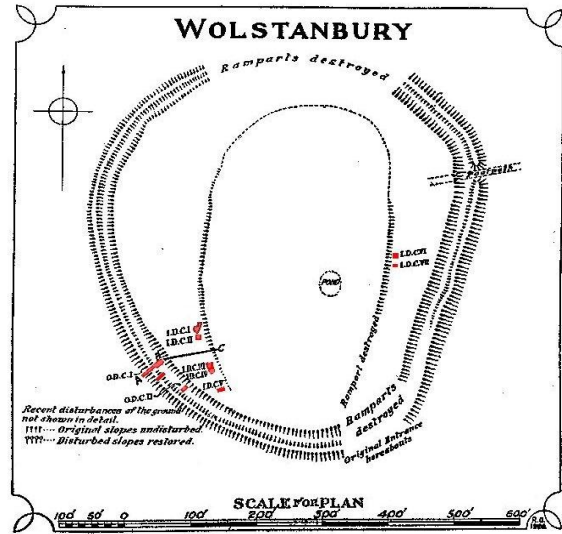 WOLSTANBURY
Ramparts destroyed
Footpath
I.D.C.VI
I.D.C.VII
POND
I.D.C.I
I.D.C.II
C
O.D.C.I
A
I.D.C.III
I.D.C.IV
I.D.C.V
O.D.C.II
Rampart destroyed
Ramparts
destroyed
Original Entrance
hereabouts
Recent disturbances of the ground
not shown in detail.
Original slopes undisturbed.
Disturbed slopes restored.
SCALE FOR PLAN
100' 50' 0 100' 200' 300' 400' 500' 600'